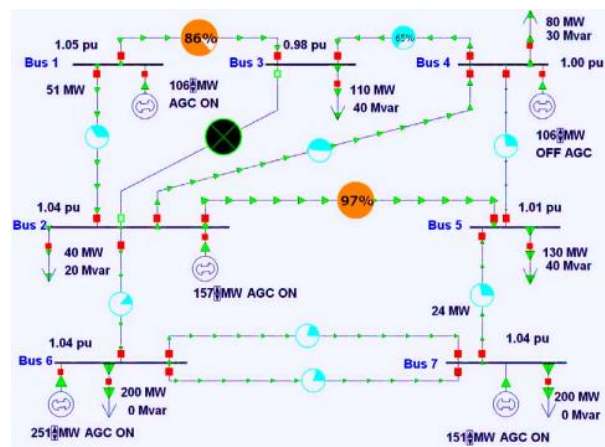 86%
65%
80 MW
30 Mvar
1.05 pu
Bus 1
0.98 pu
Bus 3
Bus 4
1.00 pu
51 MW
106 MW
AGC ON
110 MW
40 Mvar
106 MW
OFF AGC
1.04 pu
Bus 2
97%
1.01 pu
Bus 5
40 MW
20 Mvar
157 MW AGC ON
130 MW
40 Mvar
24 MW
1.04 pu
Bus 6
1.04 pu
Bus 7
200 MW
0 Mvar
200 MW
0 Mvar
251 MW AGC ON
151 MW AGC ON